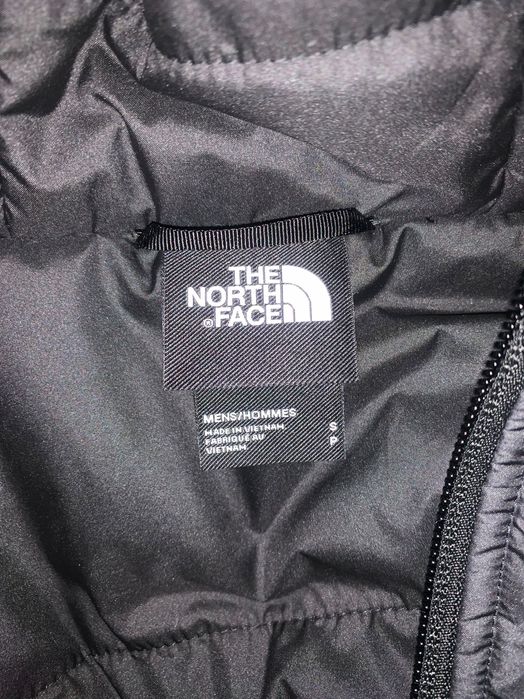 THE
NORTH
®FACE
MENS/HOMMES
MADE IN VIETNAM
FABRIQUÉ AU
VIETNAM
S
P